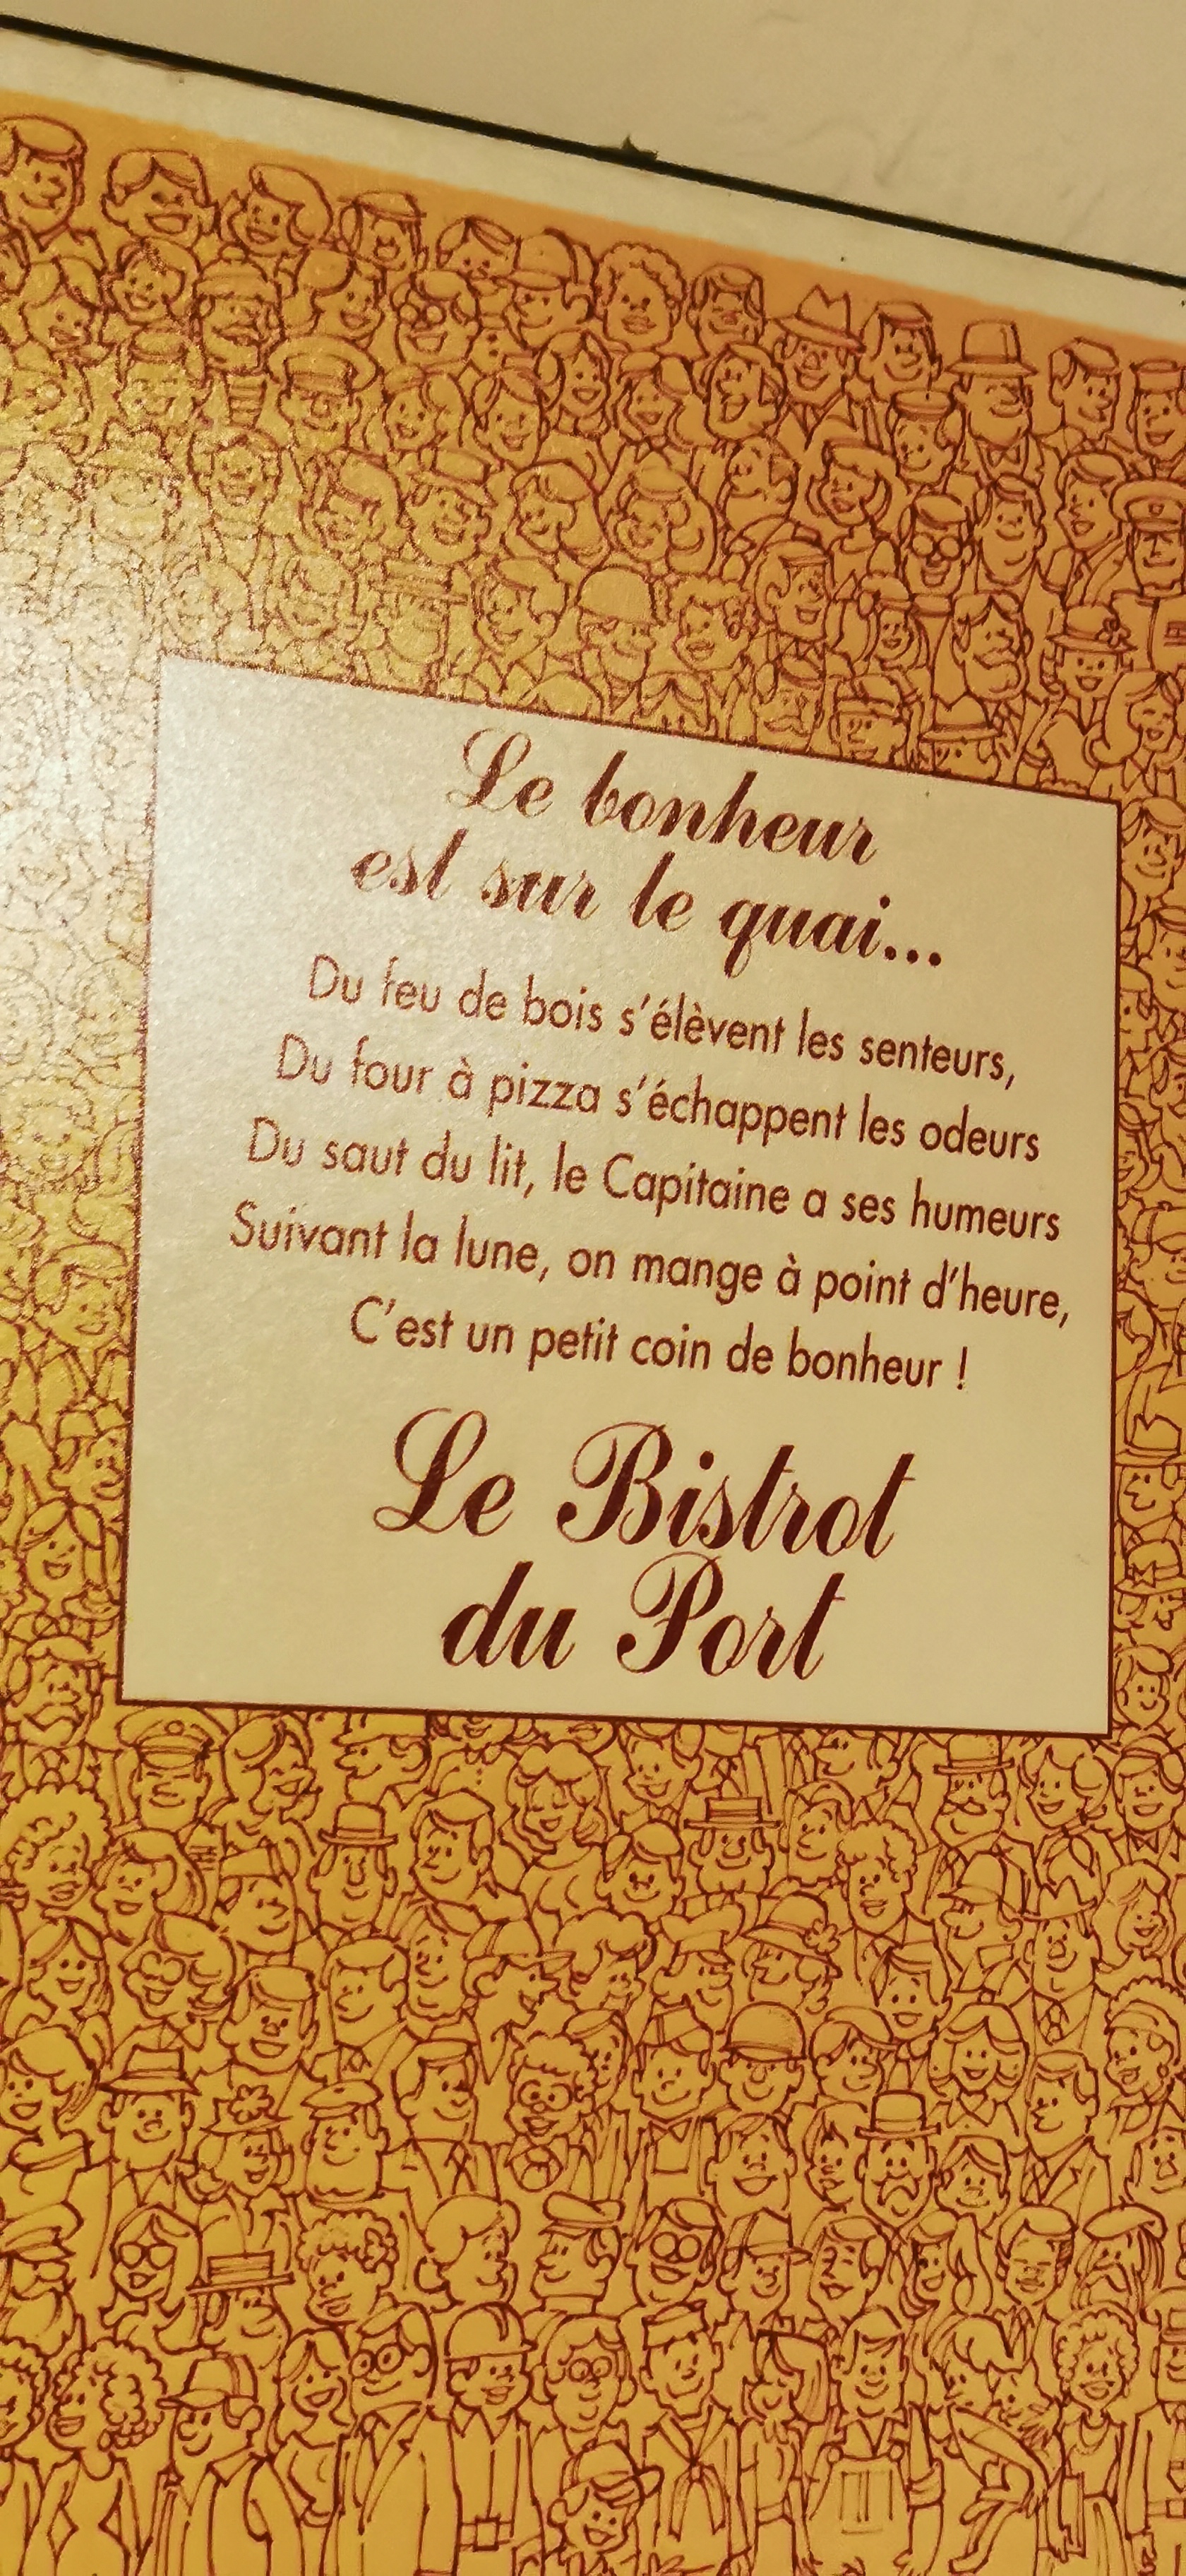 Le bonheur
est sur le quai...
Du feu de bois s'élèvent les senteurs,
Du four à pizza s'échappent les odeurs
Du saut du lit, le Capitaine a ses humeurs
Suivant la lune, on mange à point d'heure,
C'est un petit coin de bonheur !
Le Bistrot
du Port